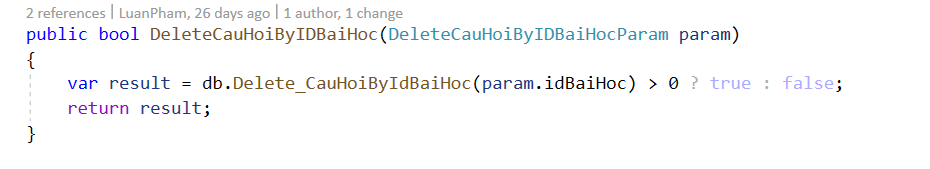 2 references | LuanPham, 26 days ago | 1 author, 1 change
public bool DeleteCauHoiByIDBaiHoc(DeleteCauHoiByIDBaiHocParam param)
{
    var result = db.Delete_CauHoiByIdBaiHoc(param.idBaiHoc) > 0 ? true : false;
    return result;
}